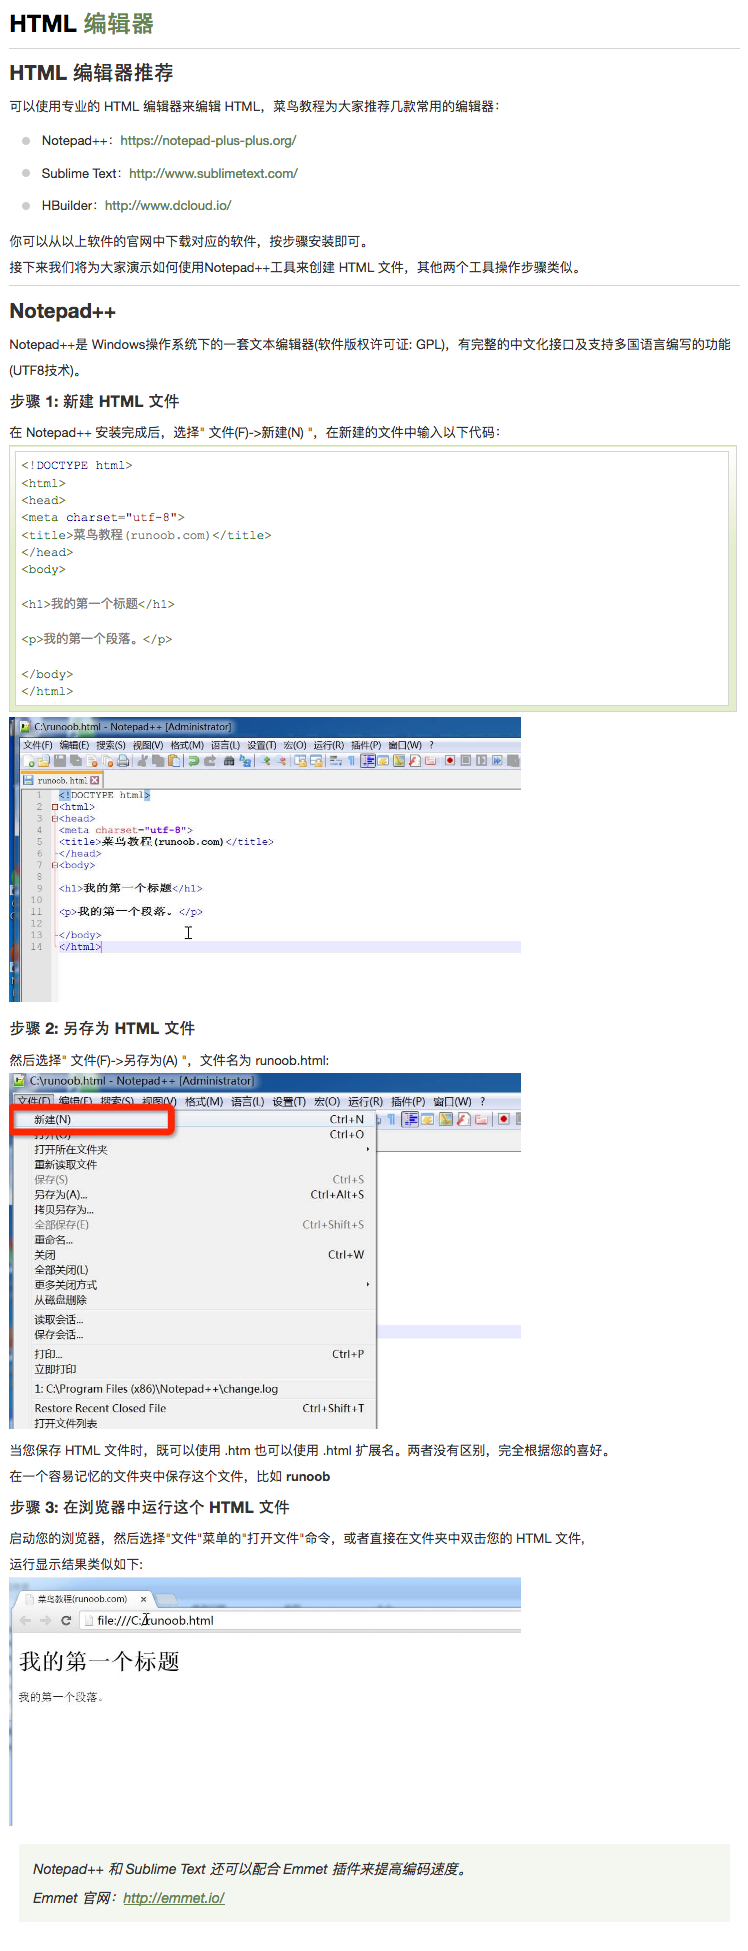 HTML 编辑器
HTML 编辑器推荐
可以使用专业的 HTML 编辑器来编辑 HTML，菜鸟教程为大家推荐几款常用的编辑器：
Notepad++：https://notepad-plus-plus.org/
Sublime Text：http://www.sublimetext.com/
HBuilder：http://www.dcloud.io/
你可以从以上软件的官网中下载对应的软件，按步骤安装即可。
接下来我们将为大家演示如何使用Notepad++工具来创建 HTML 文件，其他两个工具操作步骤类似。
Notepad++
Notepad++是 Windows操作系统下的一套文本编辑器(软件版权许可证: GPL)，有完整的中文化接口及支持多国语言编写的功能
(UTF8技术)。
步骤 1: 新建 HTML 文件
在 Notepad++ 安装完成后，选择" 文件(F)->新建(N) "，在新建的文件中输入以下代码：
<!DOCTYPE html>
<html>
<head>
<meta charset="utf-8">
<title>菜鸟教程(runoob.com)</title>
</head>
<body>
<h1>我的第一个标题</h1>
<p>我的第一个段落。</p>
</body>
</html>
C:\runoob.html - Notepad++ [Administrator]
文件(F) 编辑(E) 搜索(S) 视图(V) 格式(M) 语言(L) 设置(T) 宏(O) 运行(R) 插件(P) 窗口(W) ?
runoob.html
1 <!DOCTYPE html>
2 <html>
3 <head>
4 <meta charset="utf-8">
5 <title>菜鸟教程(runoob.com)</title>
6 </head>
7 <body>
8
9 <h1>我的第一个标题</h1>
10
11 <p>我的第一个段落。</p>
12
13 </body>
14 </html>
步骤 2: 另存为 HTML 文件
然后选择" 文件(F)->另存为(A) "，文件名为 runoob.html:
C:\runoob.html - Notepad++ [Administrator]
文件(F) 编辑(E) 搜索(S) 视图(V) 格式(M) 语言(L) 设置(T) 宏(O) 运行(R) 插件(P) 窗口(W) ?
新建(N) Ctrl+N
打开(O) Ctrl+O
打开所在文件夹
重新读取文件
保存(S) Ctrl+S
另存为(A)... Ctrl+Alt+S
拷贝另存为...
全部保存(E) Ctrl+Shift+S
重命名...
关闭 Ctrl+W
全部关闭(L)
更多关闭方式
从磁盘删除
读取会话...
保存会话...
打印... Ctrl+P
立即打印
1: C:\Program Files (x86)\Notepad++\change.log
Restore Recent Closed File Ctrl+Shift+T
打开文件列表
当您保存 HTML 文件时，既可以使用 .htm 也可以使用 .html 扩展名。两者没有区别，完全根据您的喜好。
在一个容易记忆的文件夹中保存这个文件，比如 runoob
步骤 3: 在浏览器中运行这个 HTML 文件
启动您的浏览器，然后选择"文件"菜单的"打开文件"命令，或者直接在文件夹中双击您的 HTML 文件，
运行显示结果类似如下:
菜鸟教程(runoob.com)
file:///C:/runoob.html
我的第一个标题
我的第一个段落。
Notepad++ 和 Sublime Text 还可以配合 Emmet 插件来提高编码速度。
Emmet 官网：http://emmet.io/